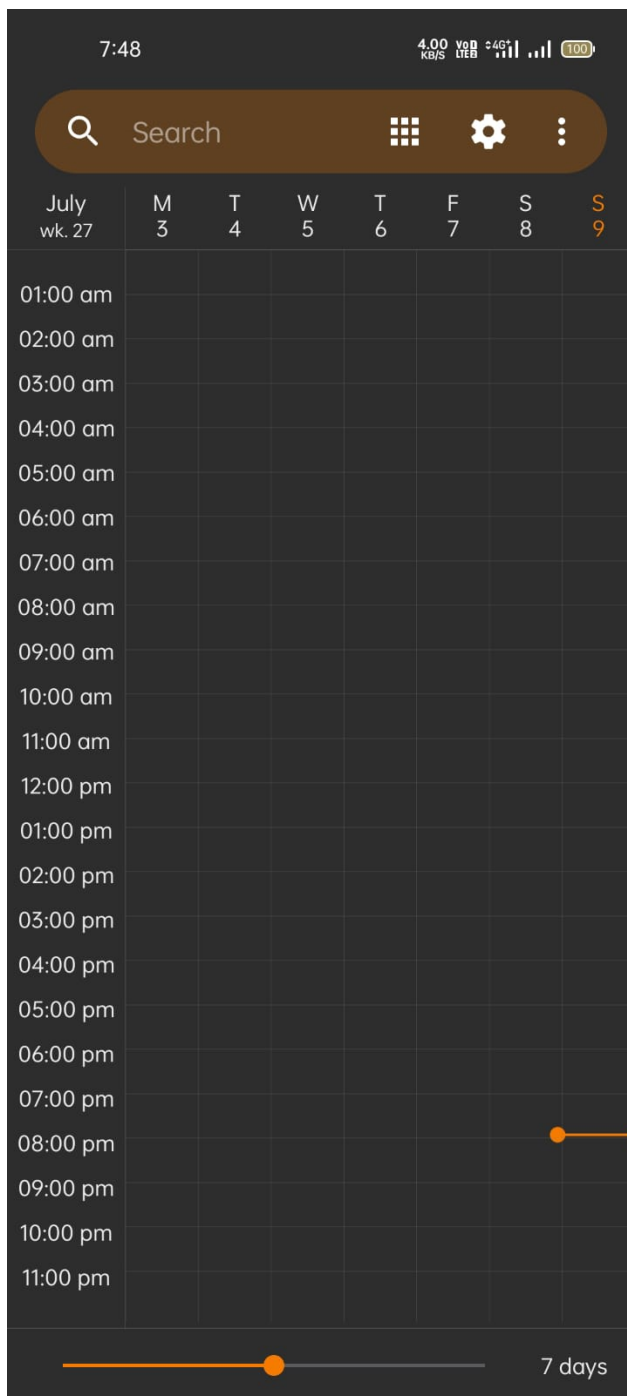 7:48 4.00 KB/S Vo LTE 4G+ 100
Search
July M T W T F S S
wk. 27 3 4 5 6 7 8 9
01:00 am
02:00 am
03:00 am
04:00 am
05:00 am
06:00 am
07:00 am
08:00 am
09:00 am
10:00 am
11:00 am
12:00 pm
01:00 pm
02:00 pm
03:00 pm
04:00 pm
05:00 pm
06:00 pm
07:00 pm
08:00 pm
09:00 pm
10:00 pm
11:00 pm
7 days